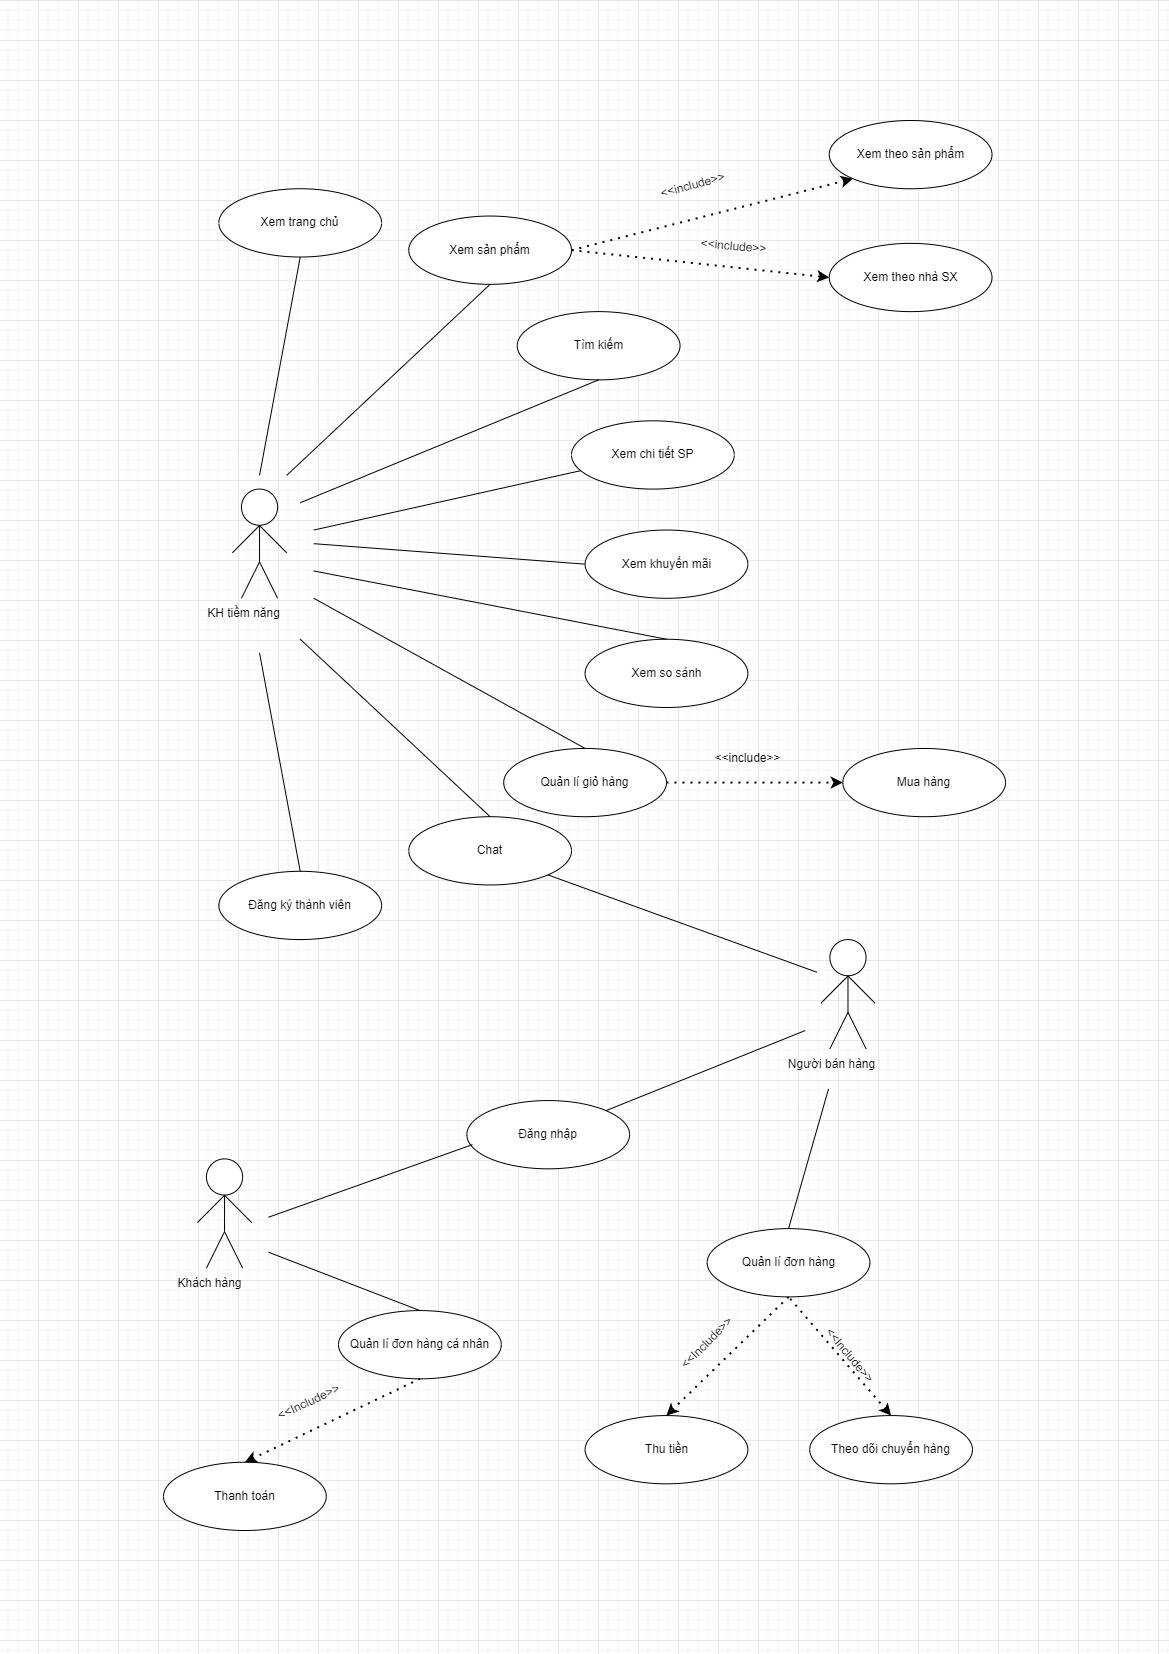 Xem theo sản phẩm
<<include>>
Xem trang chủ
Xem sản phẩm
<<include>>
Xem theo nhà SX
Tìm kiếm
Xem chi tiết SP
Xem khuyến mãi
KH tiềm năng
Xem so sánh
<<include>>
Quản lí giỏ hàng
Mua hàng
Chat
Đăng ký thành viên
Người bán hàng
Đăng nhập
Khách hàng
Quản lí đơn hàng
Quản lí đơn hàng cá nhân
<<Include>>
<<Include>>
<<Include>>
Thu tiền
Theo dõi chuyển hàng
Thanh toán